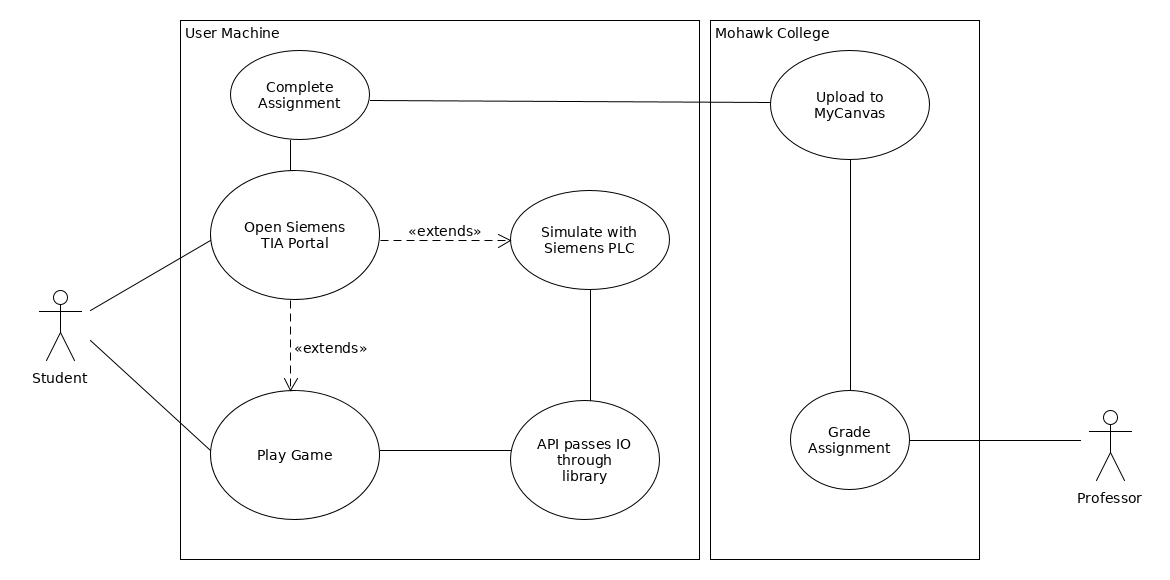 User Machine
Mohawk College
Complete
Assignment
Upload to
MyCanvas
Open Siemens
TIA Portal
«extends»
Simulate with
Siemens PLC
«extends»
Student
Play Game
API passes IO
through
library
Grade
Assignment
Professor